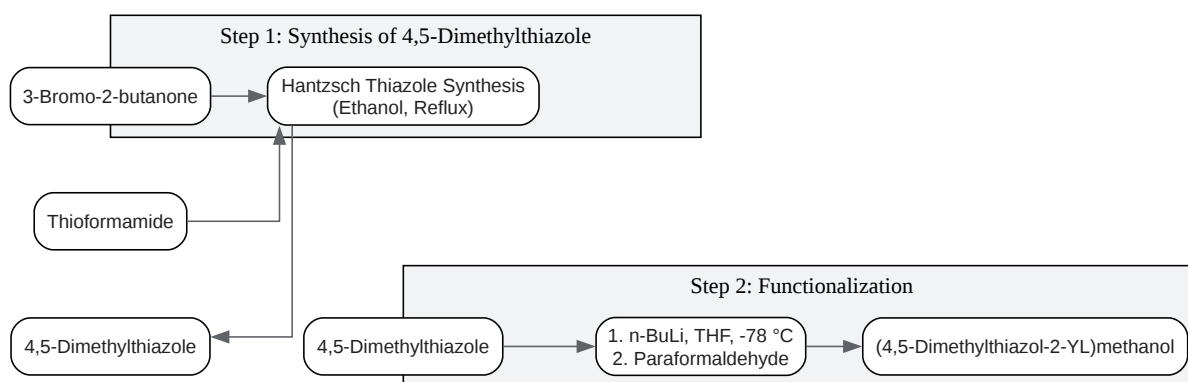 Step 1: Synthesis of 4,5-Dimethylthiazole
3-Bromo-2-butanone
Hantzsch Thiazole Synthesis
(Ethanol, Reflux)
Thioformamide
4,5-Dimethylthiazole
Step 2: Functionalization
4,5-Dimethylthiazole
1. n-BuLi, THF, -78 °C
2. Paraformaldehyde
(4,5-Dimethylthiazol-2-YL)methanol